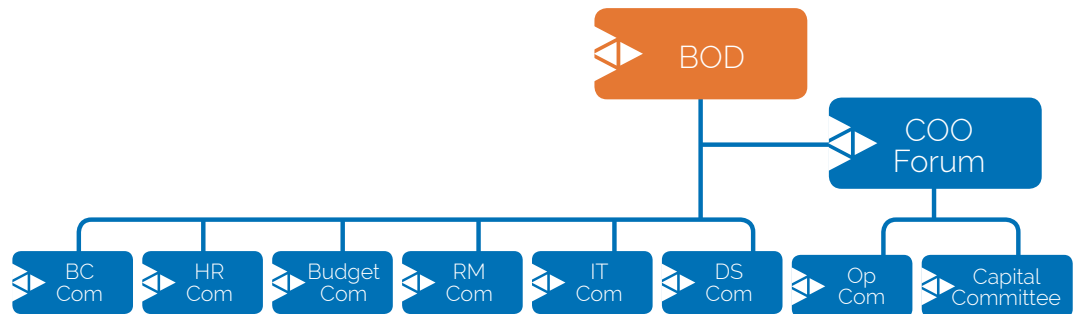 BOD
COO
Forum
BC
Com
HR
Com
Budget
Com
RM
Com
IT
Com
DS
Com
Op
Com
Capital
Committee